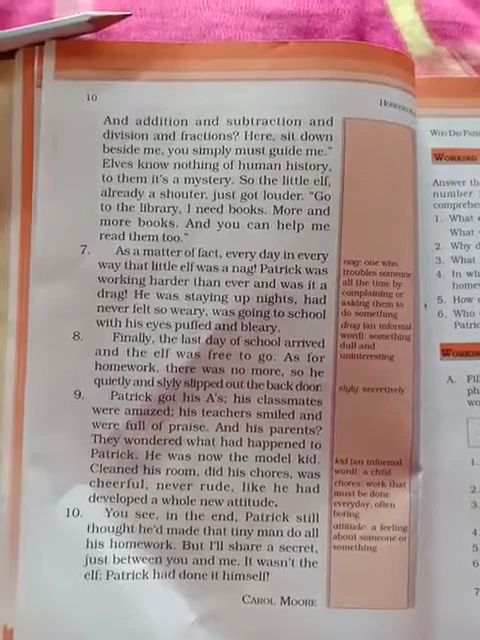 10
And addition and subtraction and
division and fractions? Here, sit down
beside me, you simply must guide me."
Elves know nothing of human history,
to them it's a mystery. So the little elf,
already a shouter, just got louder. "Go
to the library, I need books. More and
more books. And you can help me
read them too."
7. As a matter of fact, every day in every
way that little elf was a nag! Patrick was
working harder than ever and was it a
drag! He was staying up nights, had
never felt so weary, was going to school
with his eyes puffed and bleary.
8. Finally, the last day of school arrived
and the elf was free to go. As for
homework, there was no more, so he
quietly and slyly slipped out the back door.
9. Patrick got his A's; his classmates
were amazed; his teachers smiled and
were full of praise. And his parents?
They wondered what had happened to
Patrick. He was now the model kid.
Cleaned his room, did his chores, was
cheerful, never rude, like he had
developed a whole new attitude.
10. You see, in the end, Patrick still
thought he'd made that tiny man do all
his homework. But I'll share a secret,
just between you and me. It wasn't the
elf; Patrick had done it himself!
CAROL MOORE
nag: one who
troubles someone
all the time by
complaining or
asking them to
do something
drag (an informal
word): something
dull and
uninteresting
slyly: secretively
kid (an informal
word): a child
chores: work that
must be done
everyday, often
boring
attitude: a feeling
about someone or
something
WHO DID
WORKING
Answer
number
1. What
What
2. Why
3. What
4. In
5. How
6. Who
A.
1.
2.
3.
4.
5.
6.
7.